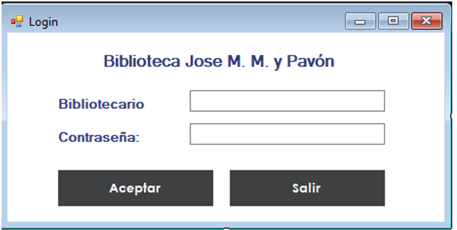 Login
Biblioteca Jose M. M. y Pavón
Bibliotecario
Contraseña:
Aceptar Salir